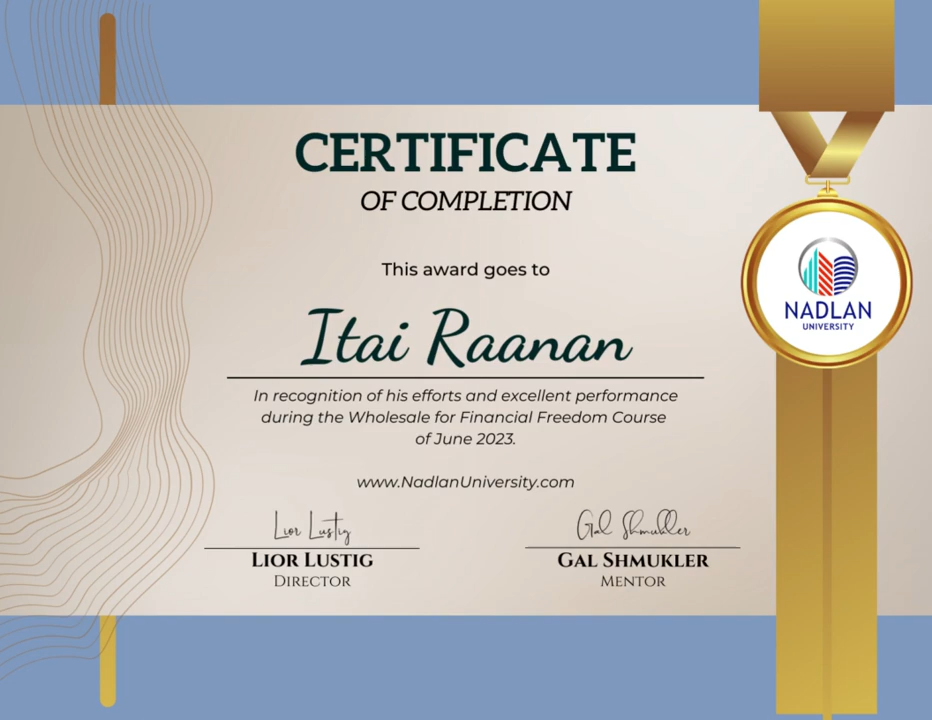 CERTIFICATE
OF COMPLETION
This award goes to
Itai Raanan
In recognition of his efforts and excellent performance
during the Wholesale for Financial Freedom Course
of June 2023.
www.NadlanUniversity.com
Lior Lustig
LIOR LUSTIG
DIRECTOR
Gal Shmukler
GAL SHMUKLER
MENTOR
NADLAN
UNIVERSITY